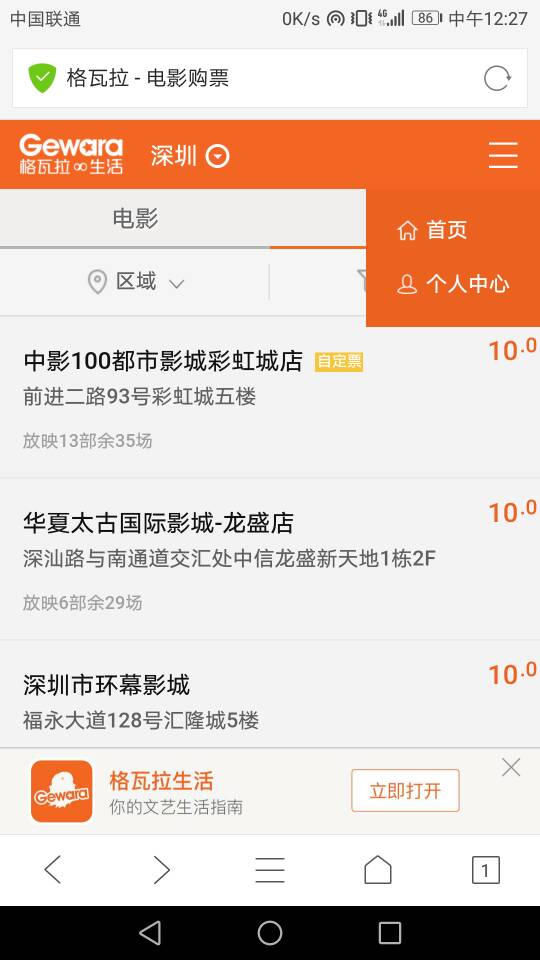 中国联通 0K/s 4G 86 中午12:27
格瓦拉 - 电影购票
Gewara
格瓦拉∞生活
深圳
电影
首页
区域
个人中心
中影100都市影城彩虹城店 自定票 10.0
前进二路93号彩虹城五楼
放映13部余35场
华夏太古国际影城-龙盛店 10.0
深汕路与南通道交汇处中信龙盛新天地1栋2F
放映6部余29场
深圳市环幕影城 10.0
福永大道128号汇隆城5楼
Gewara
格瓦拉生活
你的文艺生活指南
立即打开
1